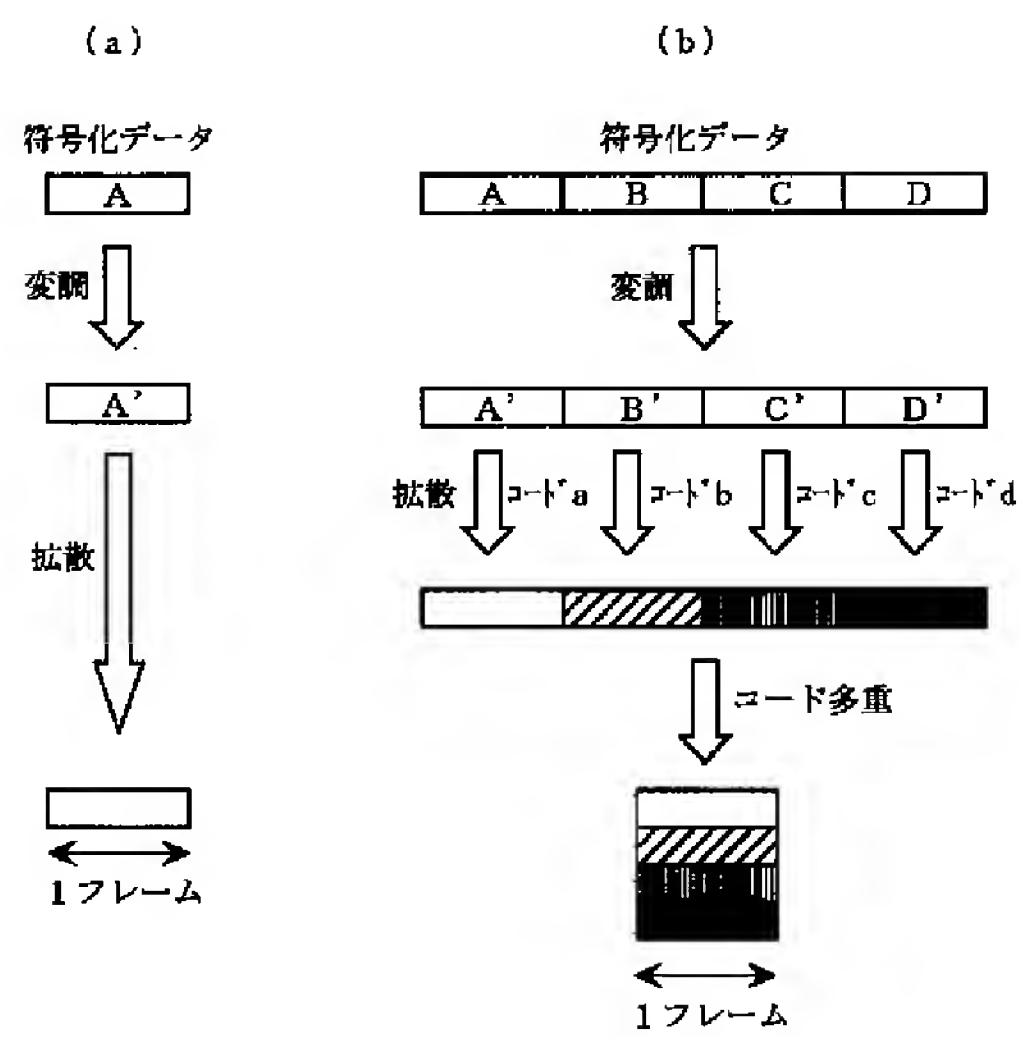 (a)
符号化データ
A
変調
A'
拡散
1フレーム
(b)
符号化データ
A B C D
変調
A' B' C' D'
拡散 コードa コードb コードc コードd
コード多重
1フレーム